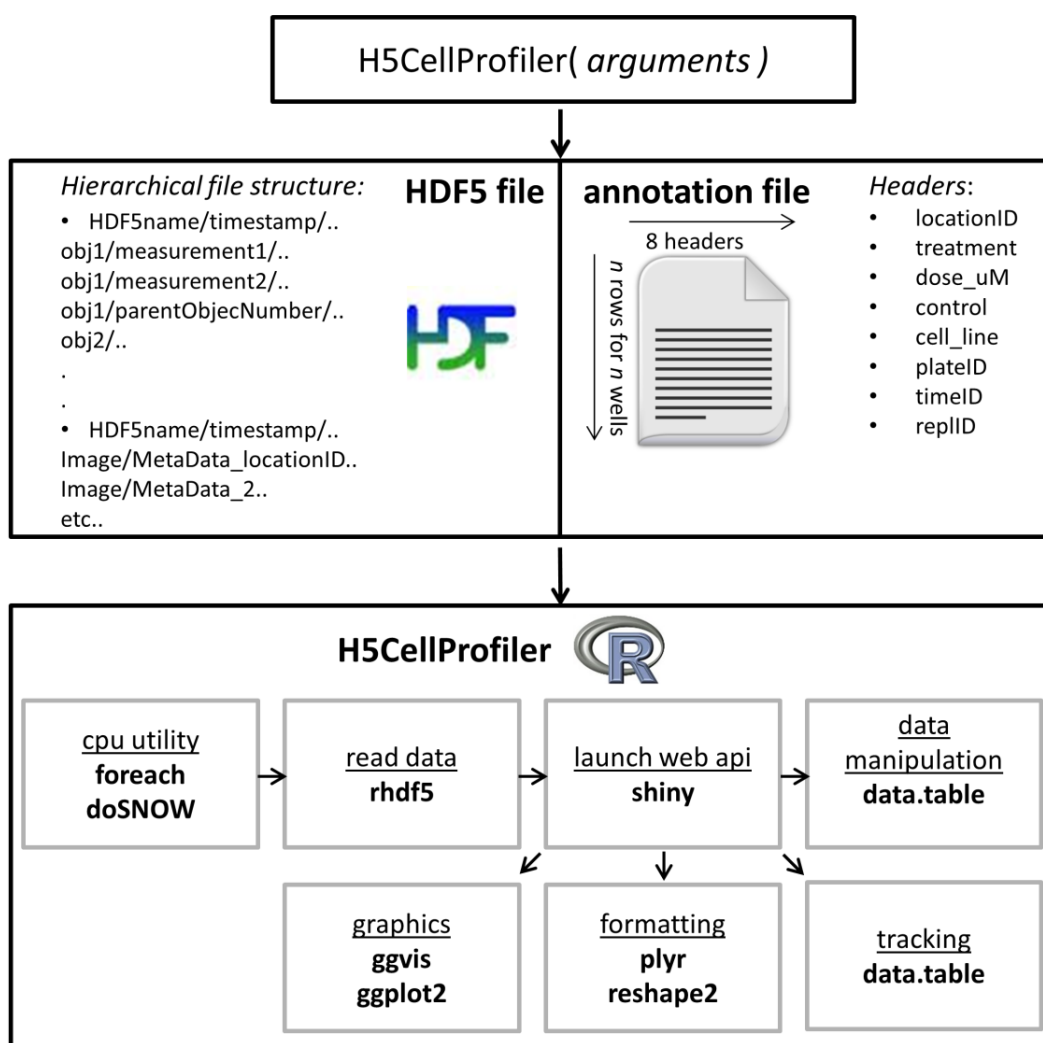 H5CellProfiler( arguments )
Hierarchical file structure:
• HDF5name/timestamp/..
obj1/measurement1/..
obj1/measurement2/..
obj1/parentObjecNumber/..
obj2/..
.
.
• HDF5name/timestamp/..
Image/MetaData_locationID..
Image/MetaData_2..
etc..
HDF5 file
HDF
annotation file
8 headers
n rows for n wells
Headers:
• locationID
• treatment
• dose_uM
• control
• cell_line
• plateID
• timeID
• replID
H5CellProfiler
R
cpu utility
foreach
doSNOW
read data
rhdf5
launch web api
shiny
data
manipulation
data.table
graphics
ggvis
ggplot2
formatting
plyr
reshape2
tracking
data.table